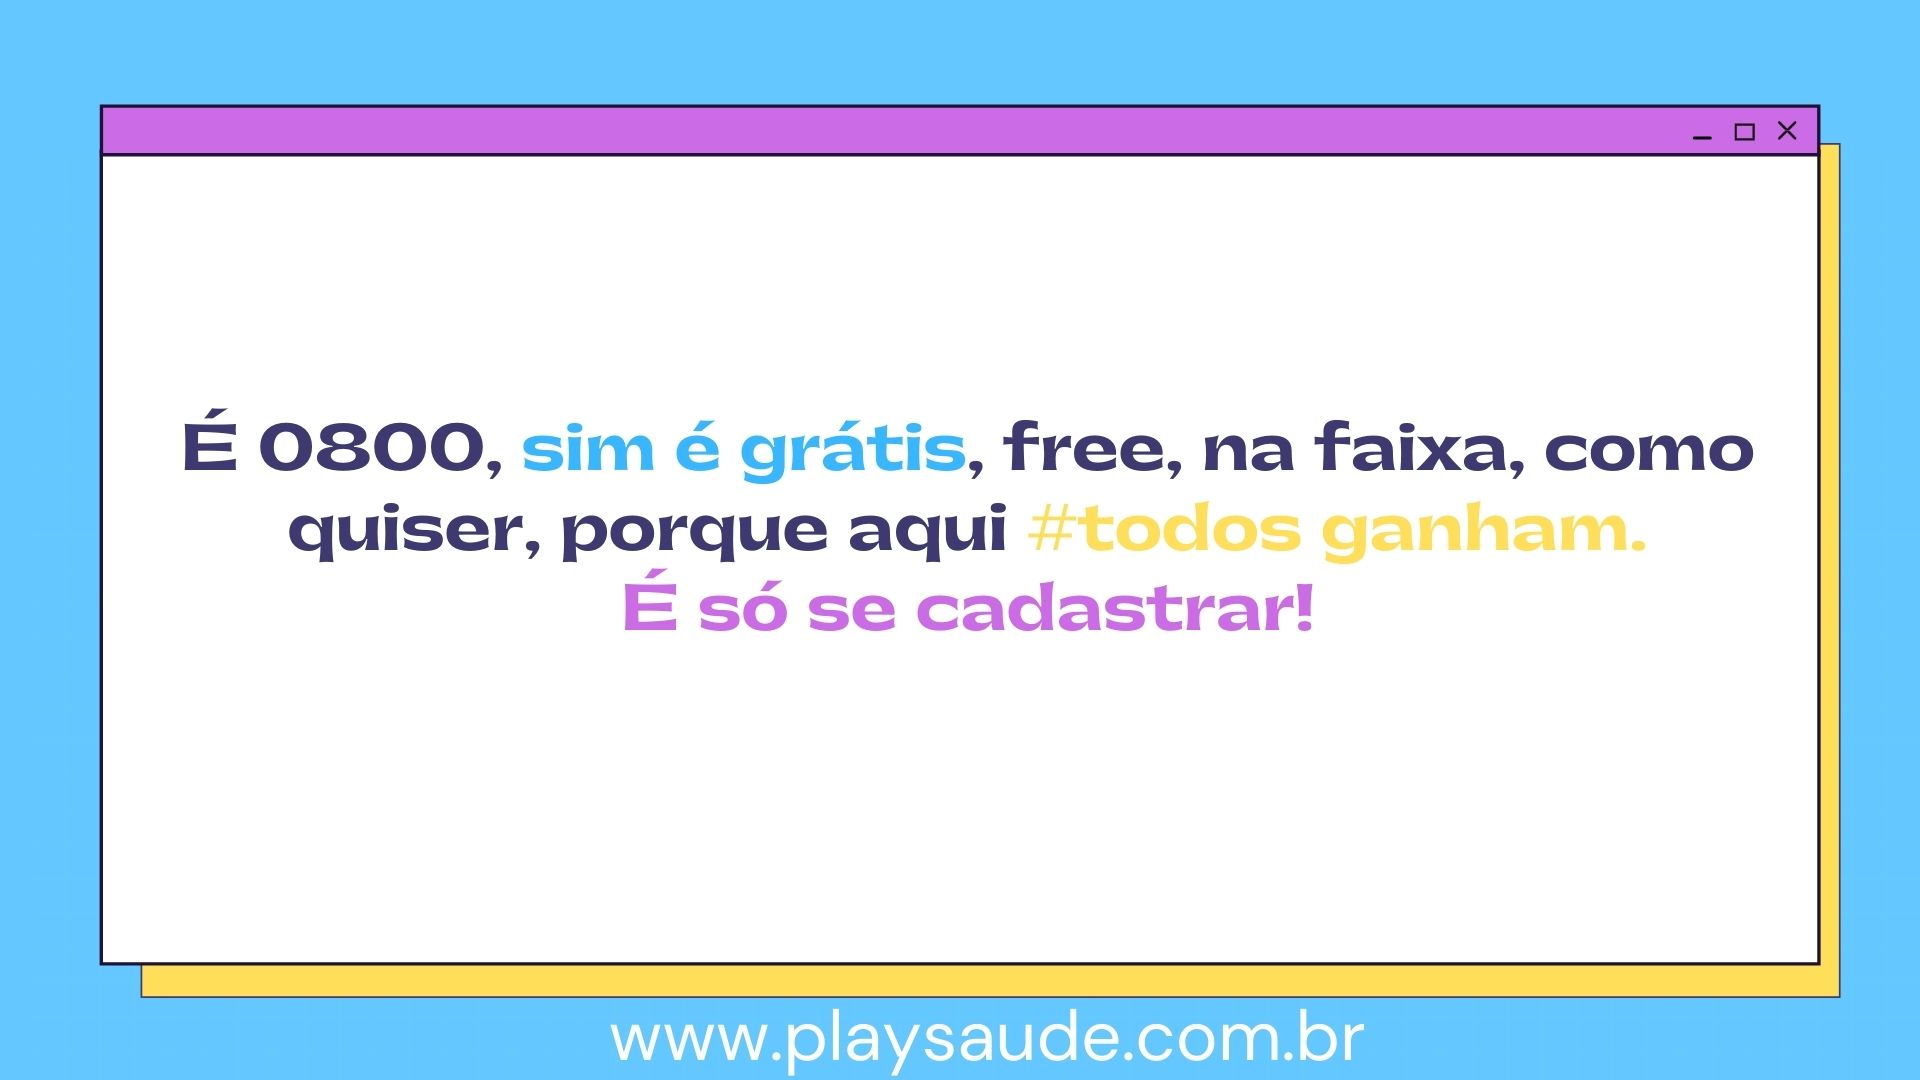 É 0800, sim é grátis, free, na faixa, como
quiser, porque aqui #todos ganham.
É só se cadastrar!
www.playsaude.com.br